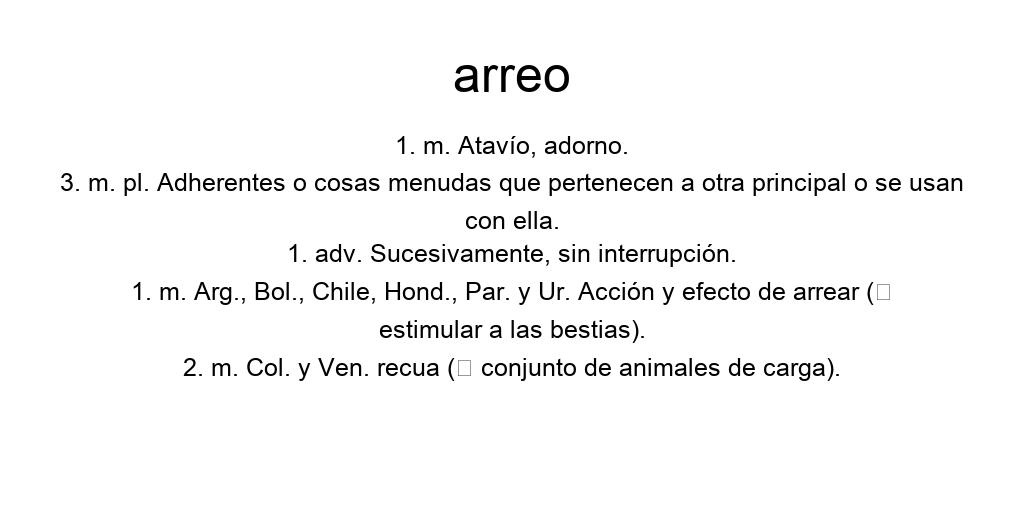 arreo
1. m. Atavío, adorno.
3. m. pl. Adherentes o cosas menudas que pertenecen a otra principal o se usan
con ella.
1. adv. Sucesivamente, sin interrupción.
1. m. Arg., Bol., Chile, Hond., Par. y Ur. Acción y efecto de arrear (▯
estimular a las bestias).
2. m. Col. y Ven. recua (▯ conjunto de animales de carga).